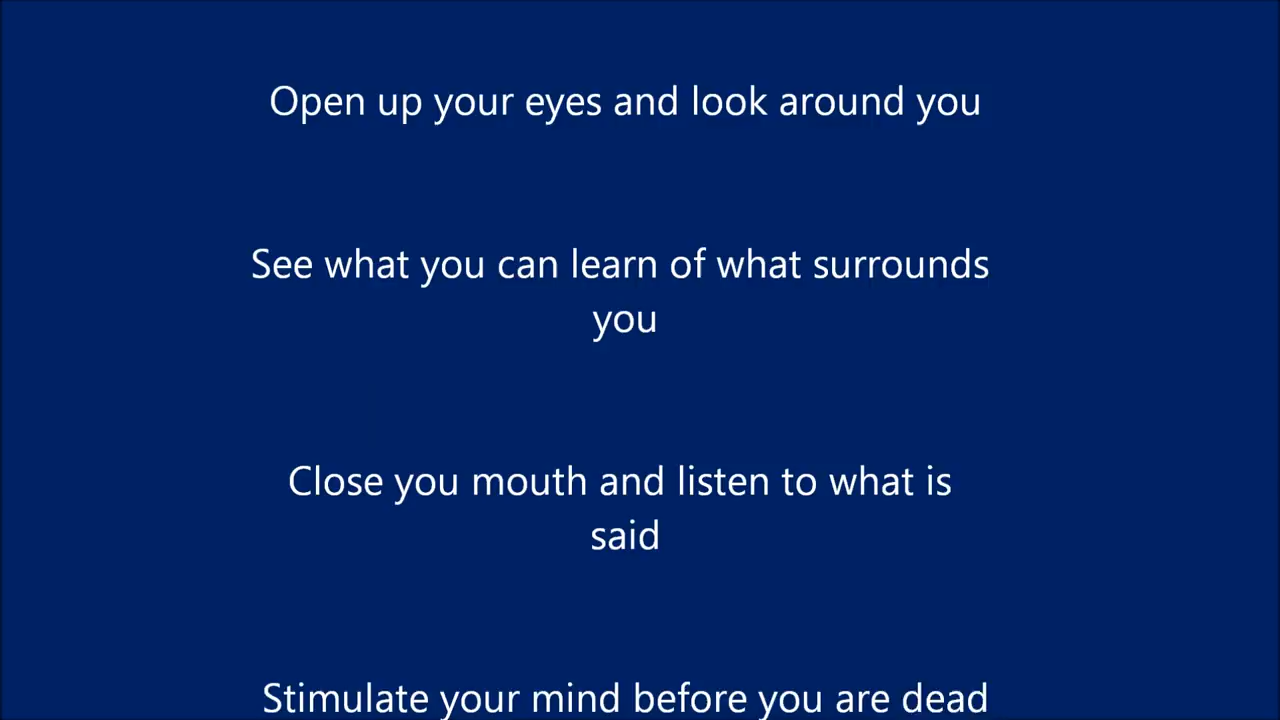 Open up your eyes and look around you
See what you can learn of what surrounds
you
Close you mouth and listen to what is
said
Stimulate your mind before you are dead